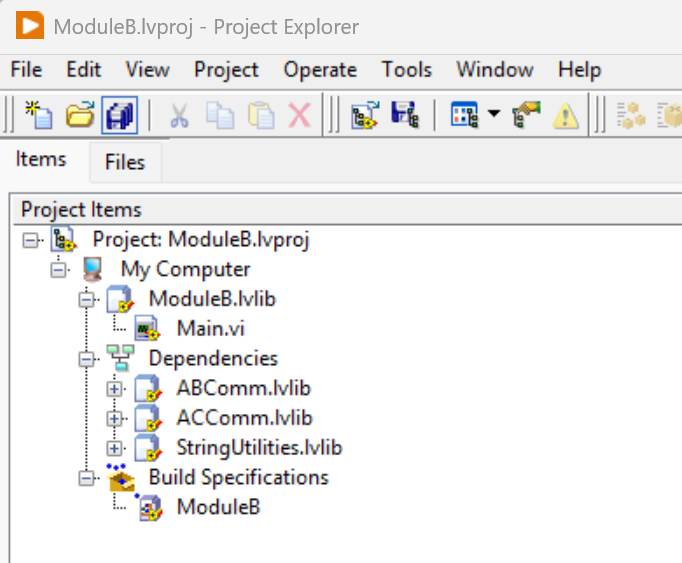 ModuleB.lvproj - Project Explorer
File Edit View Project Operate Tools Window Help
Items Files
Project Items
Project: ModuleB.lvproj
My Computer
ModuleB.lvlib
Main.vi
Dependencies
ABComm.lvlib
ACComm.lvlib
StringUtilities.lvlib
Build Specifications
ModuleB